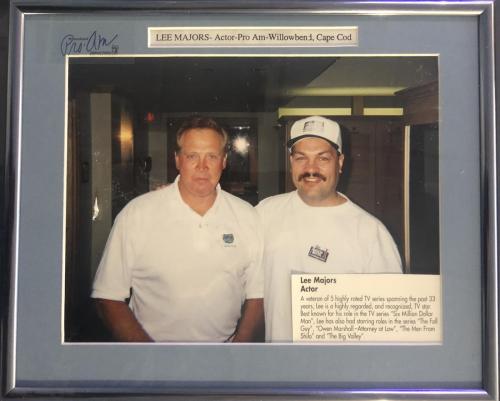 Pro-Am
LEE MAJORS- Actor-Pro Am-Willowbend, Cape Cod
Lee Majors
Actor
A veteran of 5 highly rated TV series spanning the past 33
years, Lee is a highly regarded, and recognized, TV star.
Best known for his role in the TV series "Six Million Dollar
Man", Lee has also had starring roles in the series "The Fall
Guy", "Owen Marshall-Attorney at Law", "The Men From
Shilo" and "The Big Valley"